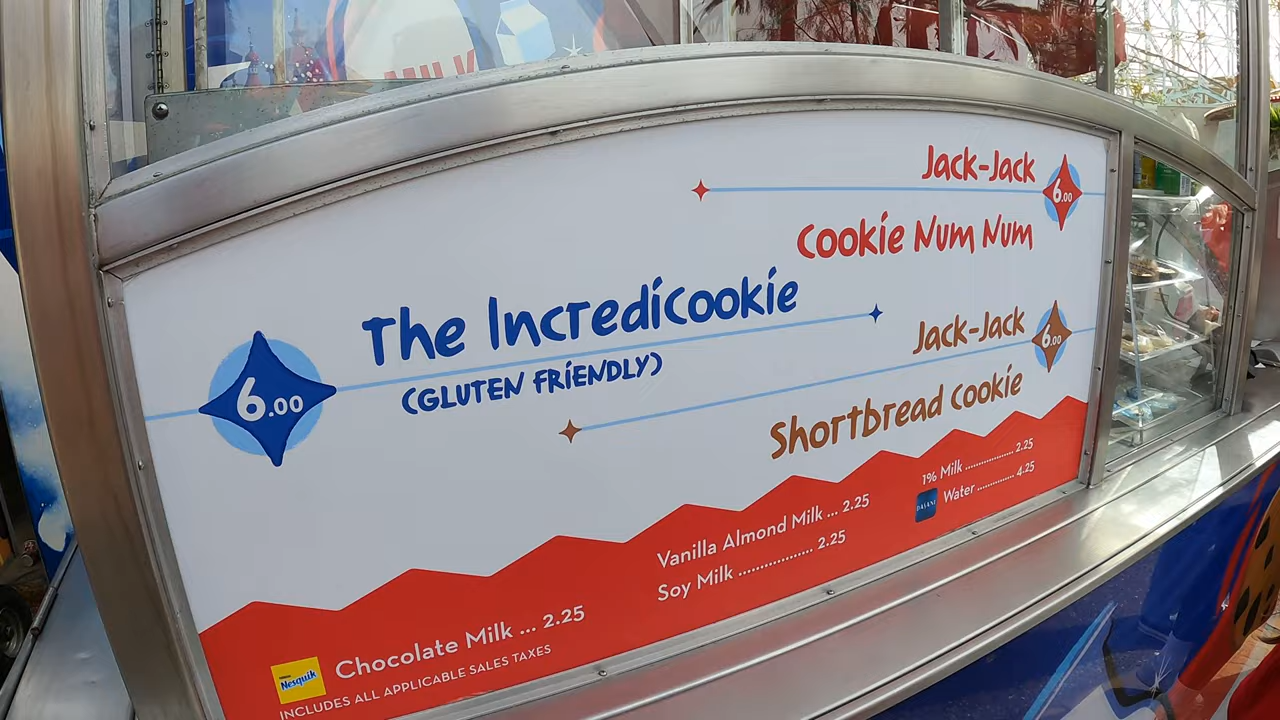 MILK
Jack-Jack
6.00
Cookie Num Num
The Incredicookie
6.00
(GLUTEN FRIENDLY)
Jack-Jack
6.00
Shortbread Cookie
1% Milk .............. 2.25
DASANI Water ............ 4.25
Vanilla Almond Milk ... 2.25
Soy Milk .................. 2.25
Nesquik Chocolate Milk ... 2.25
INCLUDES ALL APPLICABLE SALES TAXES